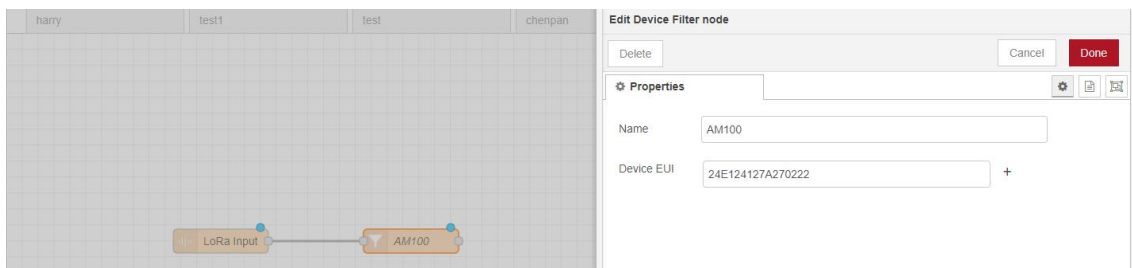 harry test1 test chenpan
LoRa Input AM100
Edit Device Filter node
Delete Cancel Done
Properties
Name AM100
Device EUI 24E124127A270222 +